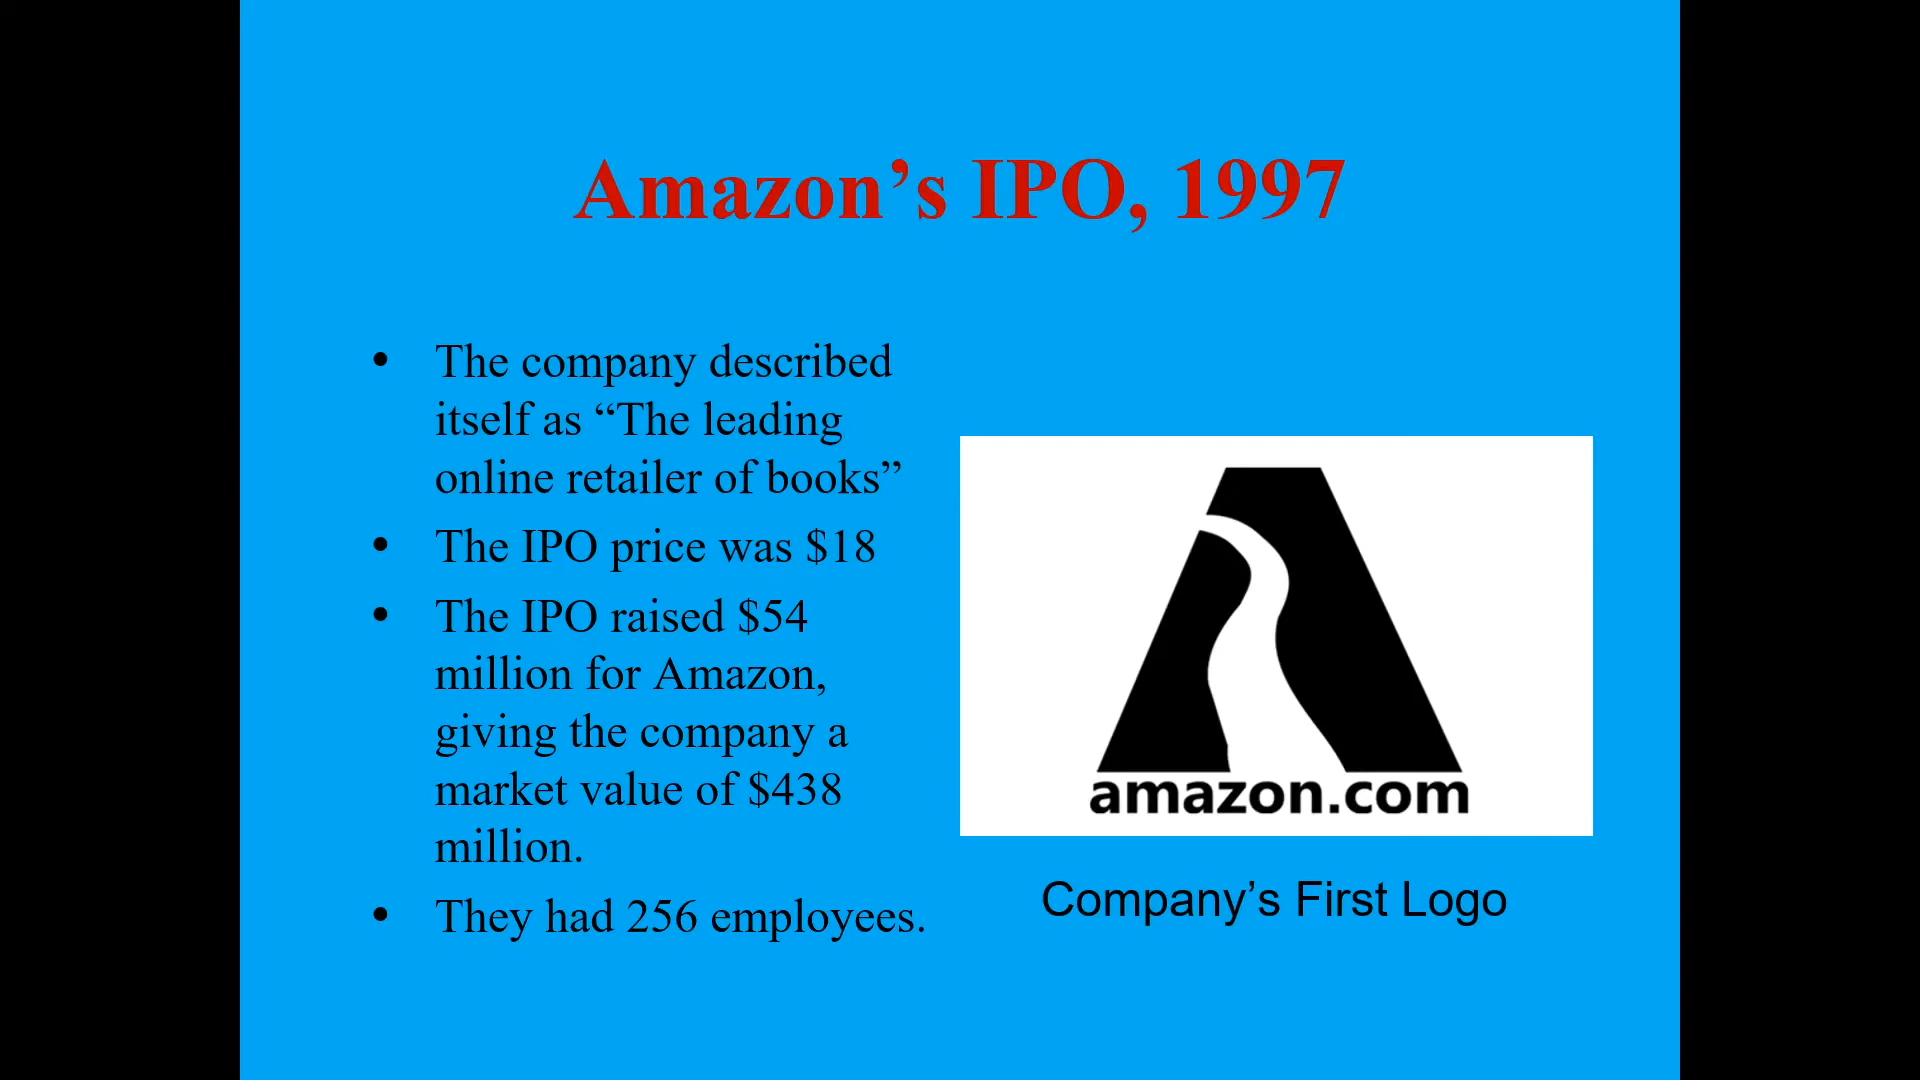 Amazon’s IPO, 1997
• The company described
itself as “The leading
online retailer of books”
• The IPO price was $18
• The IPO raised $54
million for Amazon,
giving the company a
market value of $438
million.
• They had 256 employees.
amazon.com
Company’s First Logo